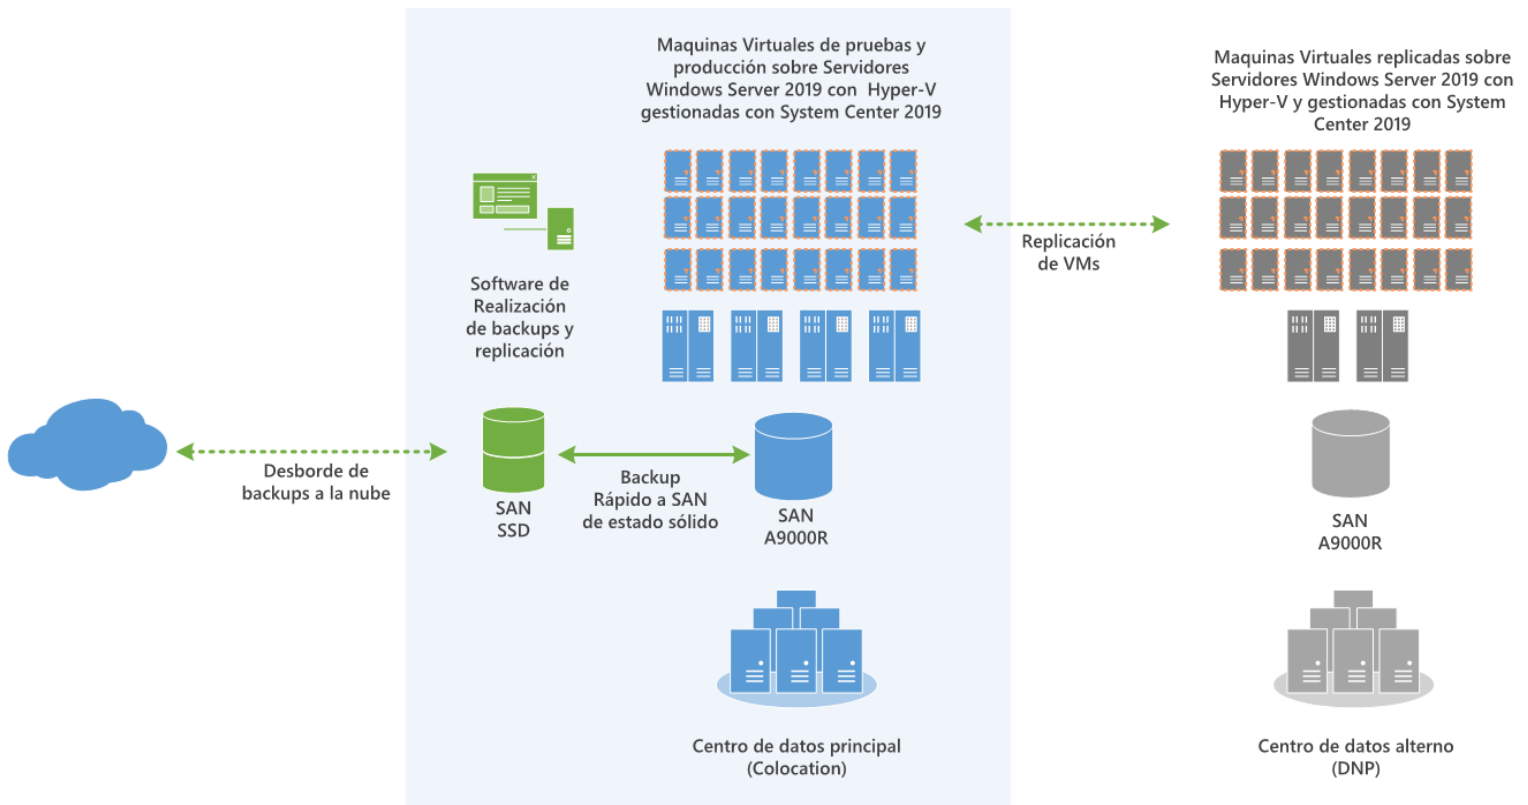 Maquinas Virtuales de pruebas y
producción sobre Servidores
Windows Server 2019 con Hyper-V
gestionadas con System Center 2019
Maquinas Virtuales replicadas sobre
Servidores Windows Server 2019 con
Hyper-V y gestionadas con System
Center 2019
Replicación
de VMs
Software de
Realización
de backups y
replicación
Desborde de
backups a la nube
SAN
SSD
Backup
Rápido a SAN
de estado sólido
SAN
A9000R
SAN
A9000R
Centro de datos principal
(Colocation)
Centro de datos alterno
(DNP)